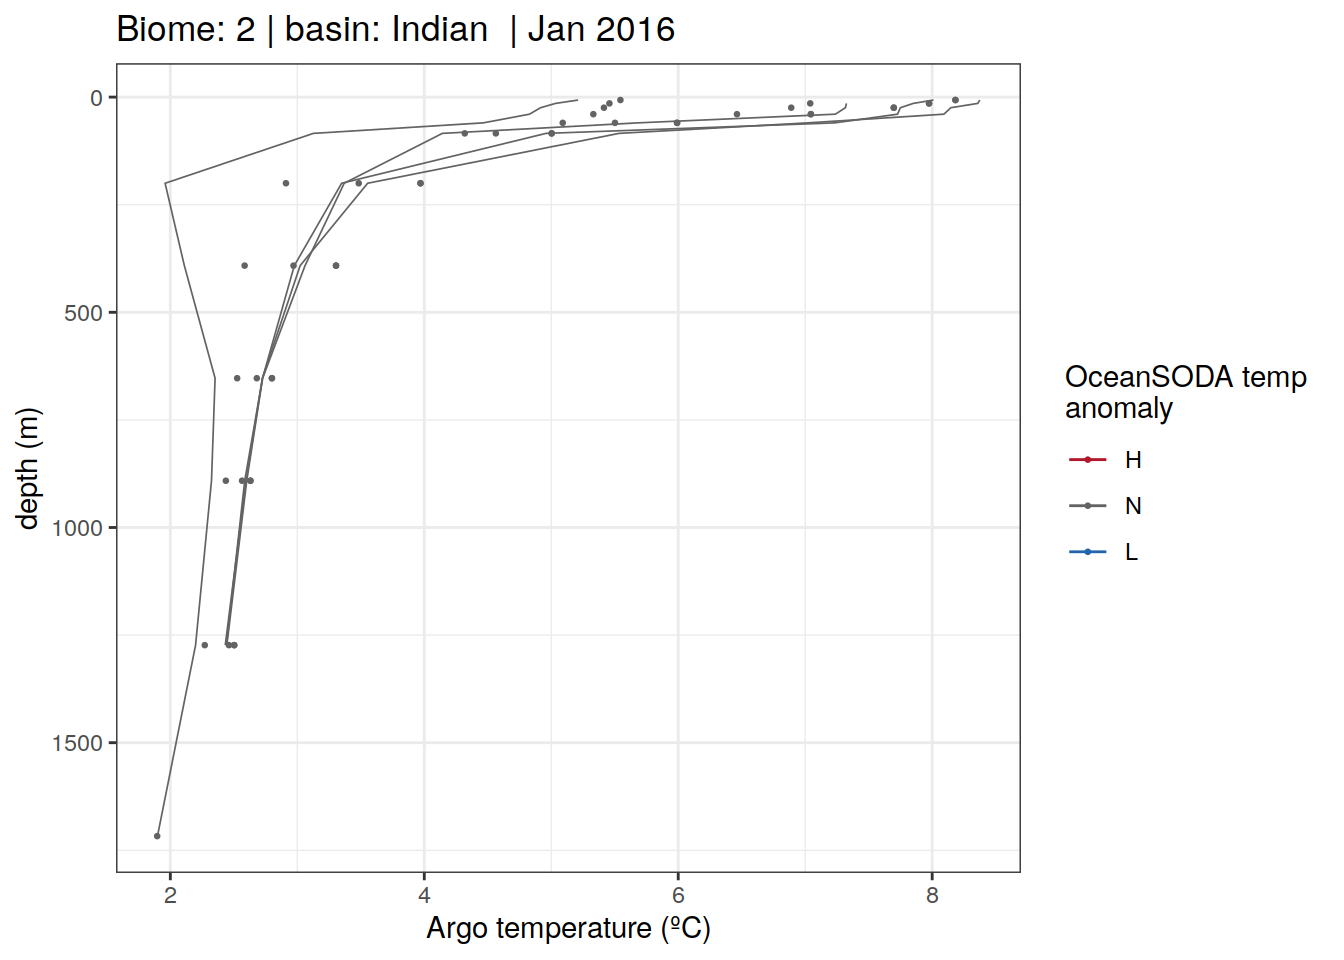 Biome: 2 | basin: Indian  | Jan 2016
0
500
1000
1500
depth (m)
2
4
6
8
Argo temperature (ºC)
OceanSODA temp
anomaly
H
N
L